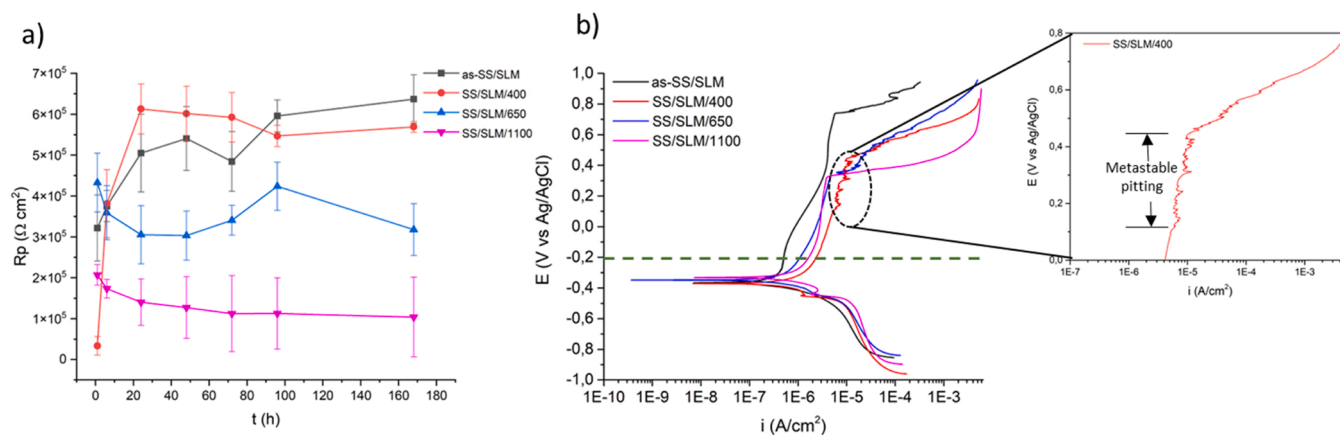 a)
7×10⁵
6×10⁵
5×10⁵
4×10⁵
3×10⁵
2×10⁵
1×10⁵
0
Rp (Ω cm²)
0 20 40 60 80 100 120 140 160 180
t (h)
as-SS/SLM
SS/SLM/400
SS/SLM/650
SS/SLM/1100
b)
1,0
0,8
0,6
0,4
0,2
0,0
-0,2
-0,4
-0,6
-0,8
-1,0
E (V vs Ag/AgCl)
as-SS/SLM
SS/SLM/400
SS/SLM/650
SS/SLM/1100
1E-10 1E-9 1E-8 1E-7 1E-6 1E-5 1E-4 1E-3
i (A/cm²)
0,8
0,6
0,4
0,2
0,0
E (V vs Ag/AgCl)
SS/SLM/400
Metastable
pitting
1E-7 1E-6 1E-5 1E-4 1E-3
i (A/cm²)